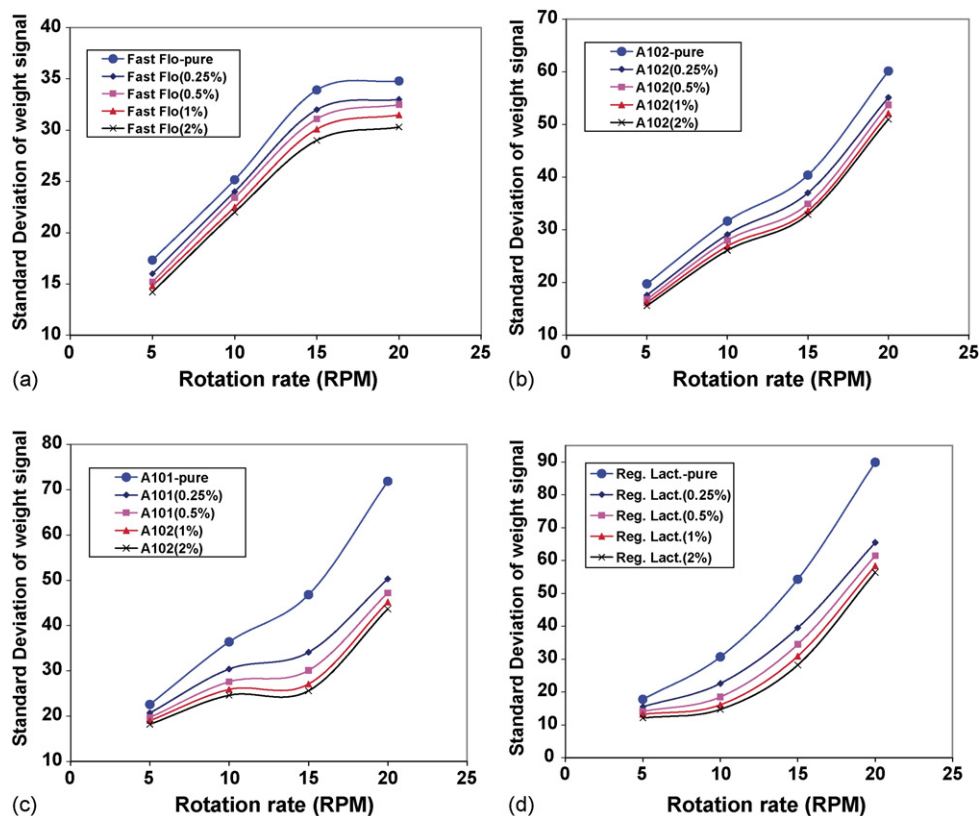 40
35
30
25
20
15
10
Standard Deviation of weight signal
Fast Flo-pure
Fast Flo(0.25%)
Fast Flo(0.5%)
Fast Flo(1%)
Fast Flo(2%)
0 5 10 15 20 25
Rotation rate (RPM)
(a)
70
60
50
40
30
20
10
Standard Deviation of weight signal
A102-pure
A102(0.25%)
A102(0.5%)
A102(1%)
A102(2%)
0 5 10 15 20 25
Rotation rate (RPM)
(b)
80
70
60
50
40
30
20
10
Standard Deviation of weight signal
A101-pure
A101(0.25%)
A101(0.5%)
A102(1%)
A102(2%)
0 5 10 15 20 25
Rotation rate (RPM)
(c)
90
80
70
60
50
40
30
20
10
0
Standard Deviation of weight signal
Reg. Lact.-pure
Reg. Lact.(0.25%)
Reg. Lact.(0.5%)
Reg. Lact.(1%)
Reg. Lact.(2%)
0 5 10 15 20 25
Rotation rate (RPM)
(d)